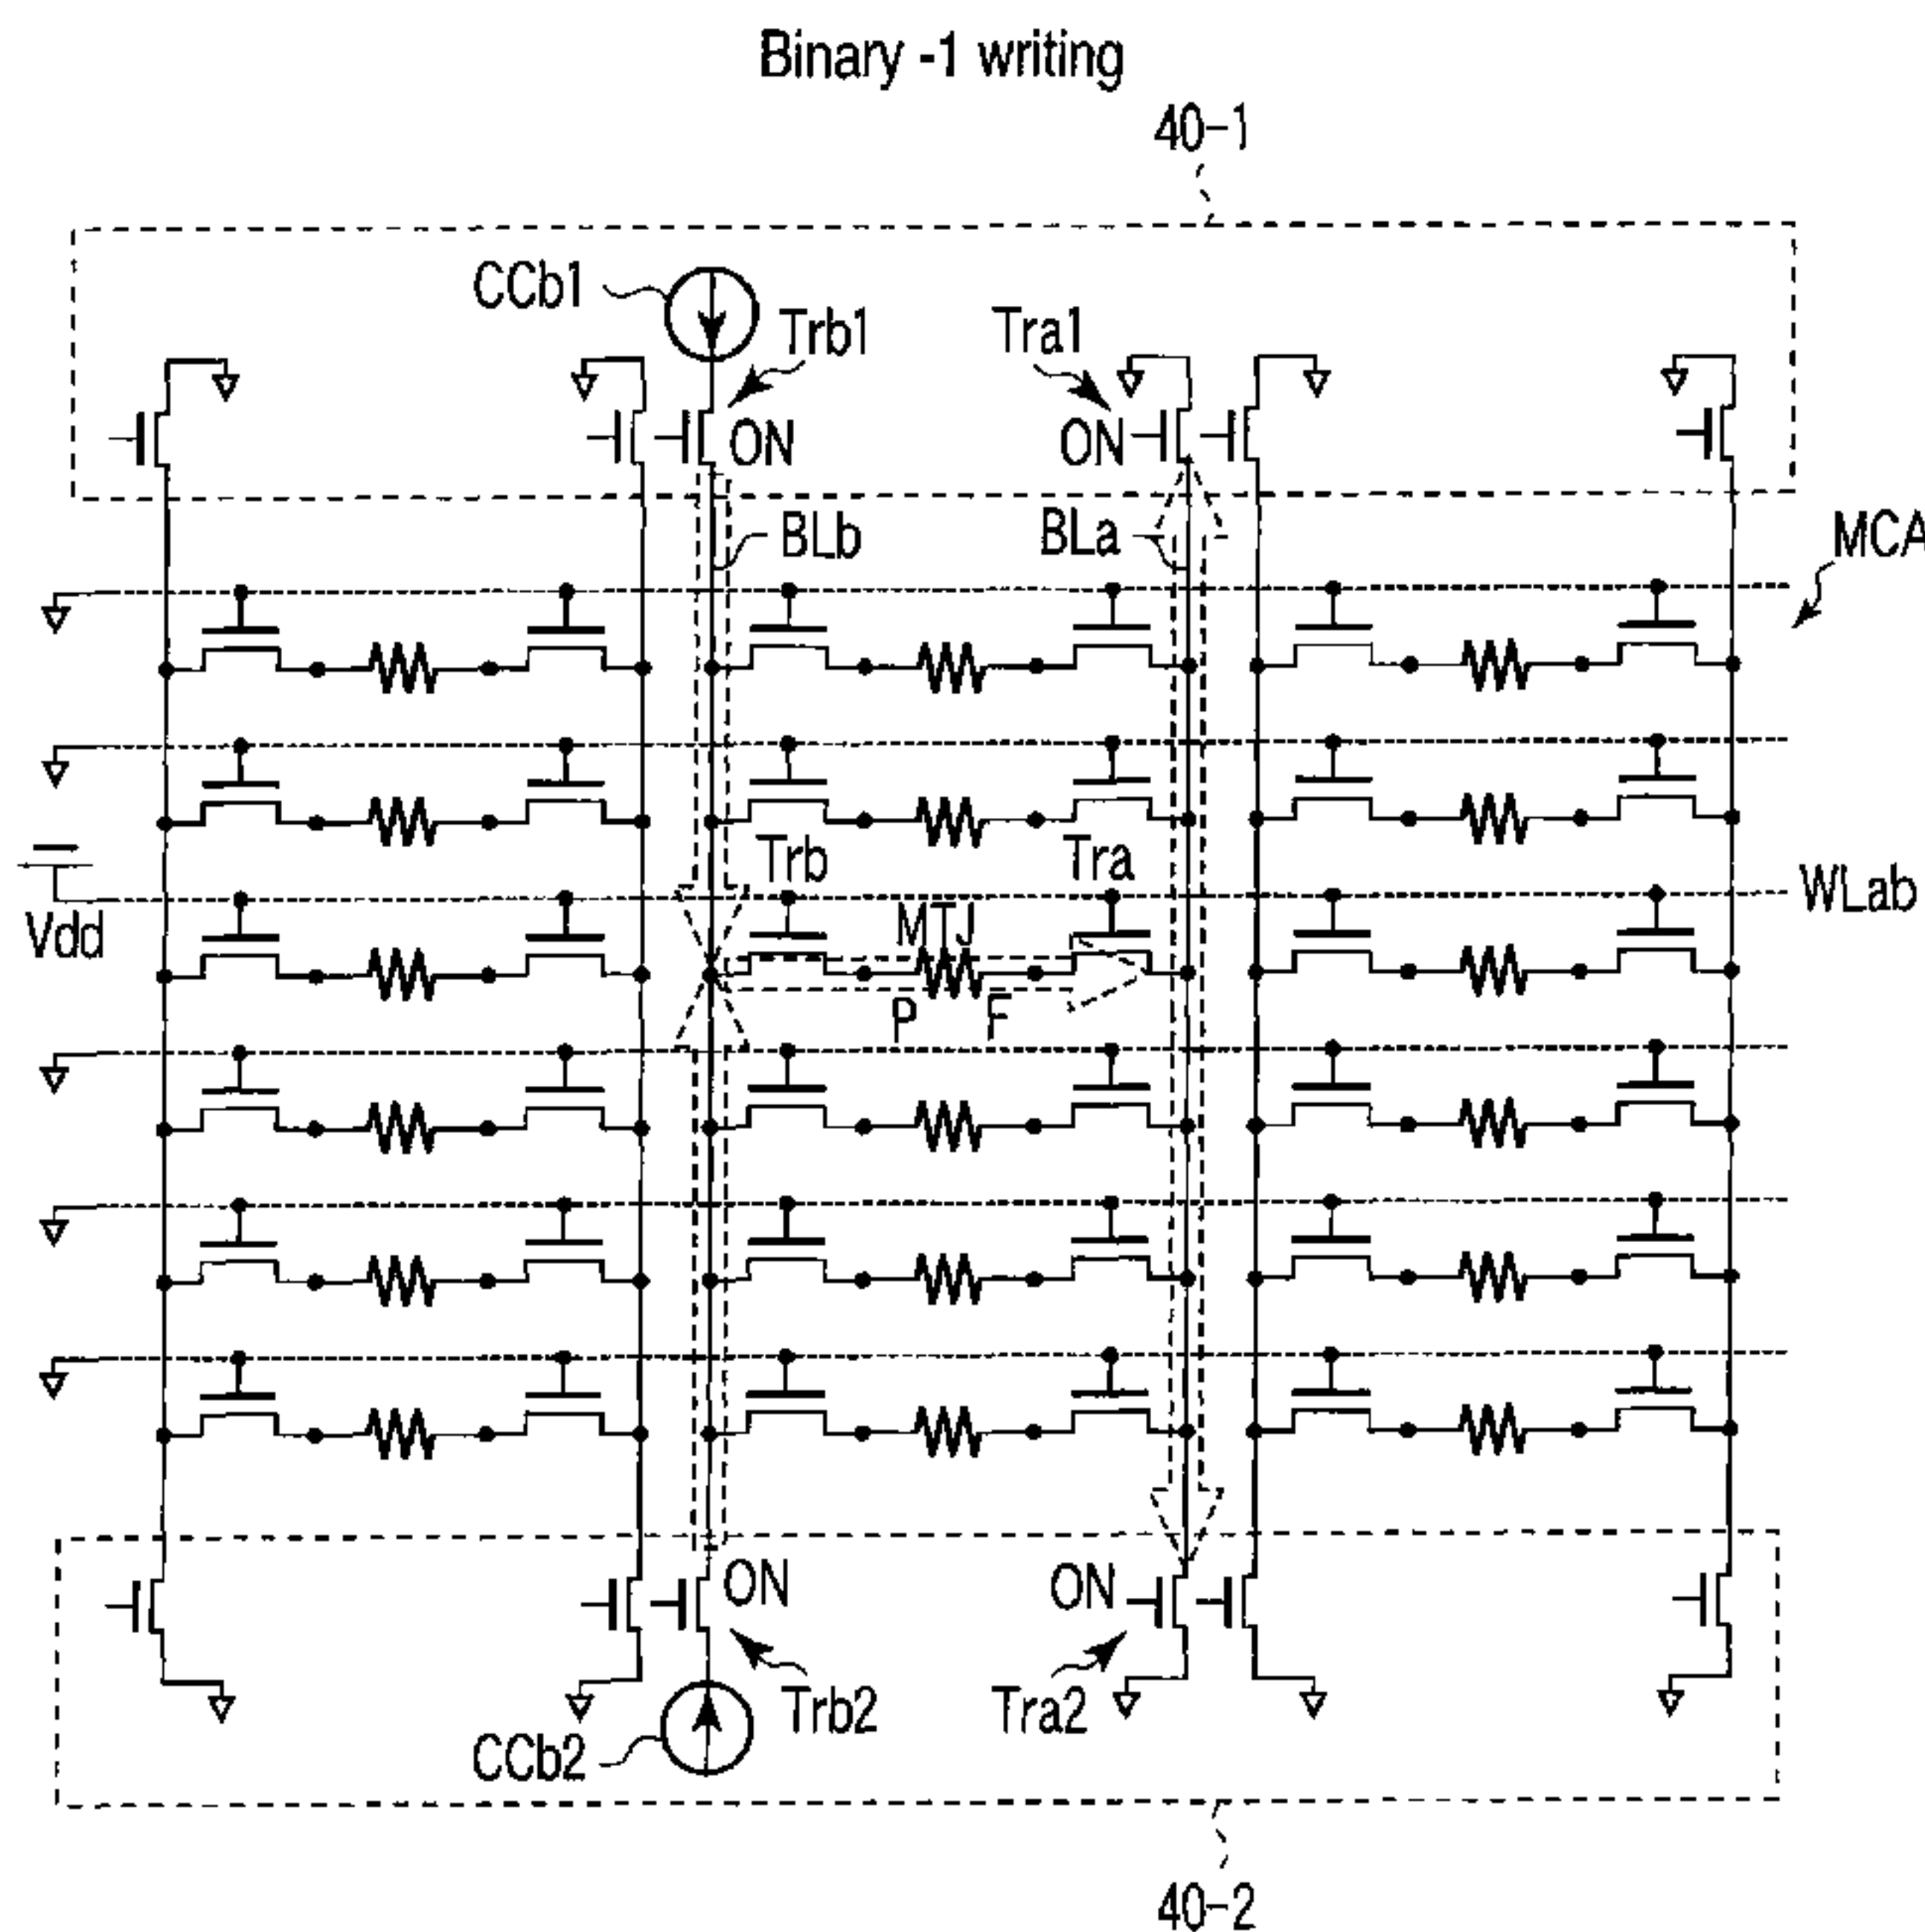 Binary -1 writing
40-1
CCb1
Trb1
Tra1
ON
ON
BLb
BLa
MCA
Trb
Tra
WLab
Vdd
MTJ
P
F
ON
ON
Trb2
Tra2
CCb2
40-2